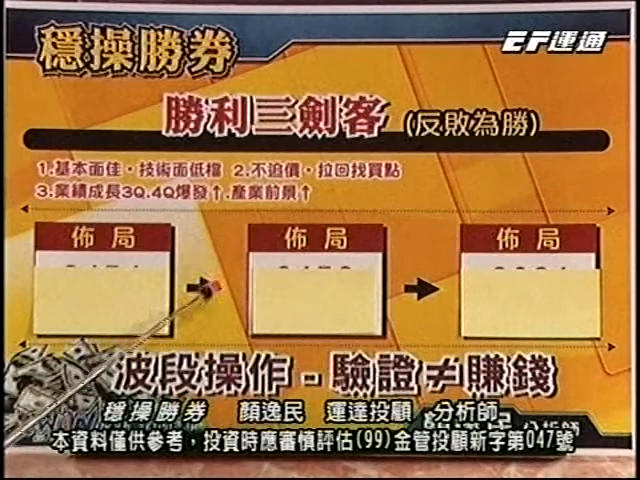 穩操勝券
EF運通
勝利三劍客 (反敗為勝)
1.基本面佳·技術面低檔 2.不追價·拉回找買點
3.業績成長3Q.4Q爆發↑.產業前景↑
佈局 佈局 佈局
波段操作-驗證≠賺錢
穩操勝券 顏逸民 運達投顧 分析師
本資料僅供參考,投資時應審慎評估(99)金管投顧新字第047號